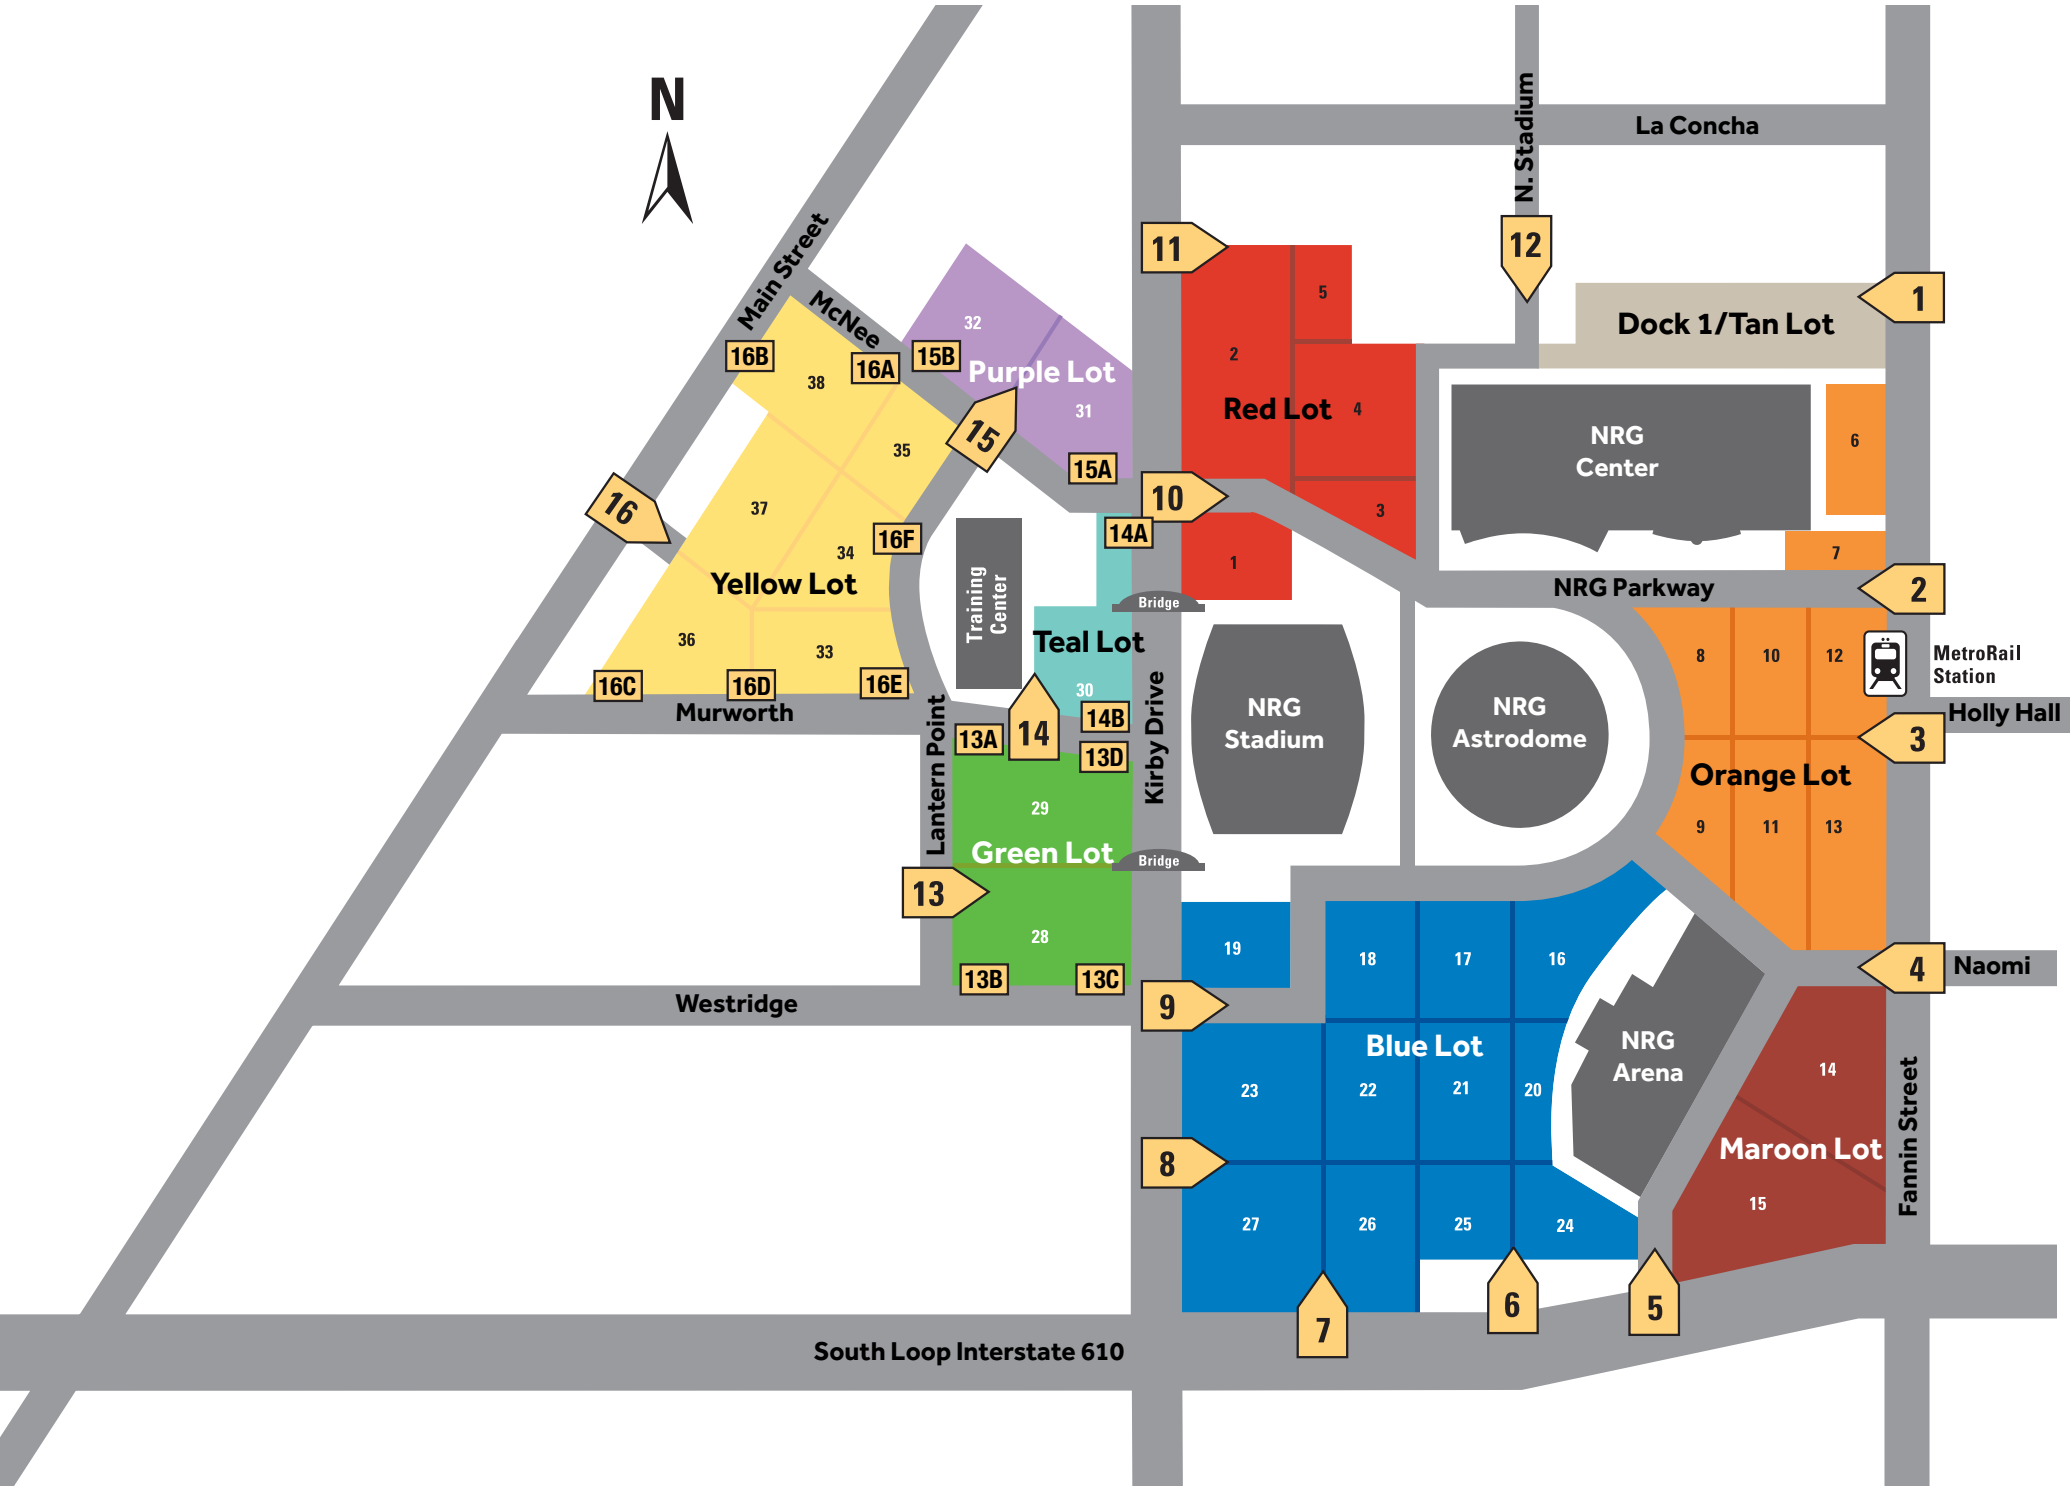 N
N. Stadium
La Concha
Main Street
McNee
11
12
1
5
Dock 1/Tan Lot
32
2
16B
16A
15B
38
Purple Lot
31
Red Lot
4
15
35
NRG
Center
6
15A
10
16
37
3
14A
16F
34
7
1
Yellow Lot
NRG Parkway
2
Training
Center
Bridge
36
33
Teal Lot
8
10
12
MetroRail
Station
16C
16D
16E
30
Murworth
14B
Holly Hall
NRG
Stadium
NRG
Astrodome
13A
14
13D
3
Lantern Point
Kirby Drive
Orange Lot
29
9
11
13
Green Lot
Bridge
13
28
19
18
17
16
4
Naomi
13B
13C
Westridge
9
Blue Lot
NRG
Arena
23
22
21
20
14
Fannin Street
Maroon Lot
8
15
27
26
25
24
7
6
5
South Loop Interstate 610